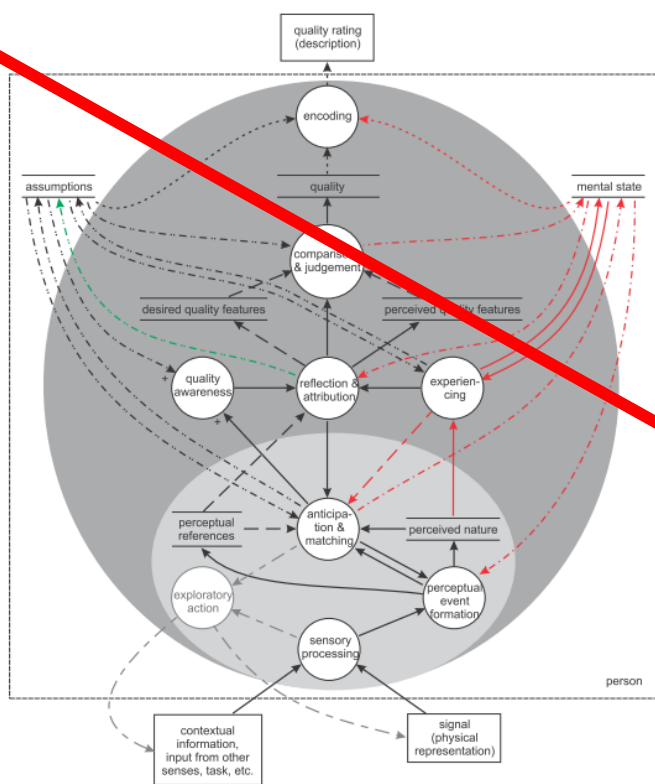 quality rating
(description)
encoding
assumptions
quality
mental state
& judgement
desired quality features
perceived quality features
quality
awareness
+
+
reflection &
attribution
experien-
cing
anticipa-
tion &
matching
perceptual
references
perceived nature
exploratory
action
perceptual
event
formation
sensory
processing
person
contextual
information,
input from other
senses, task, etc.
signal
(physical
representation)